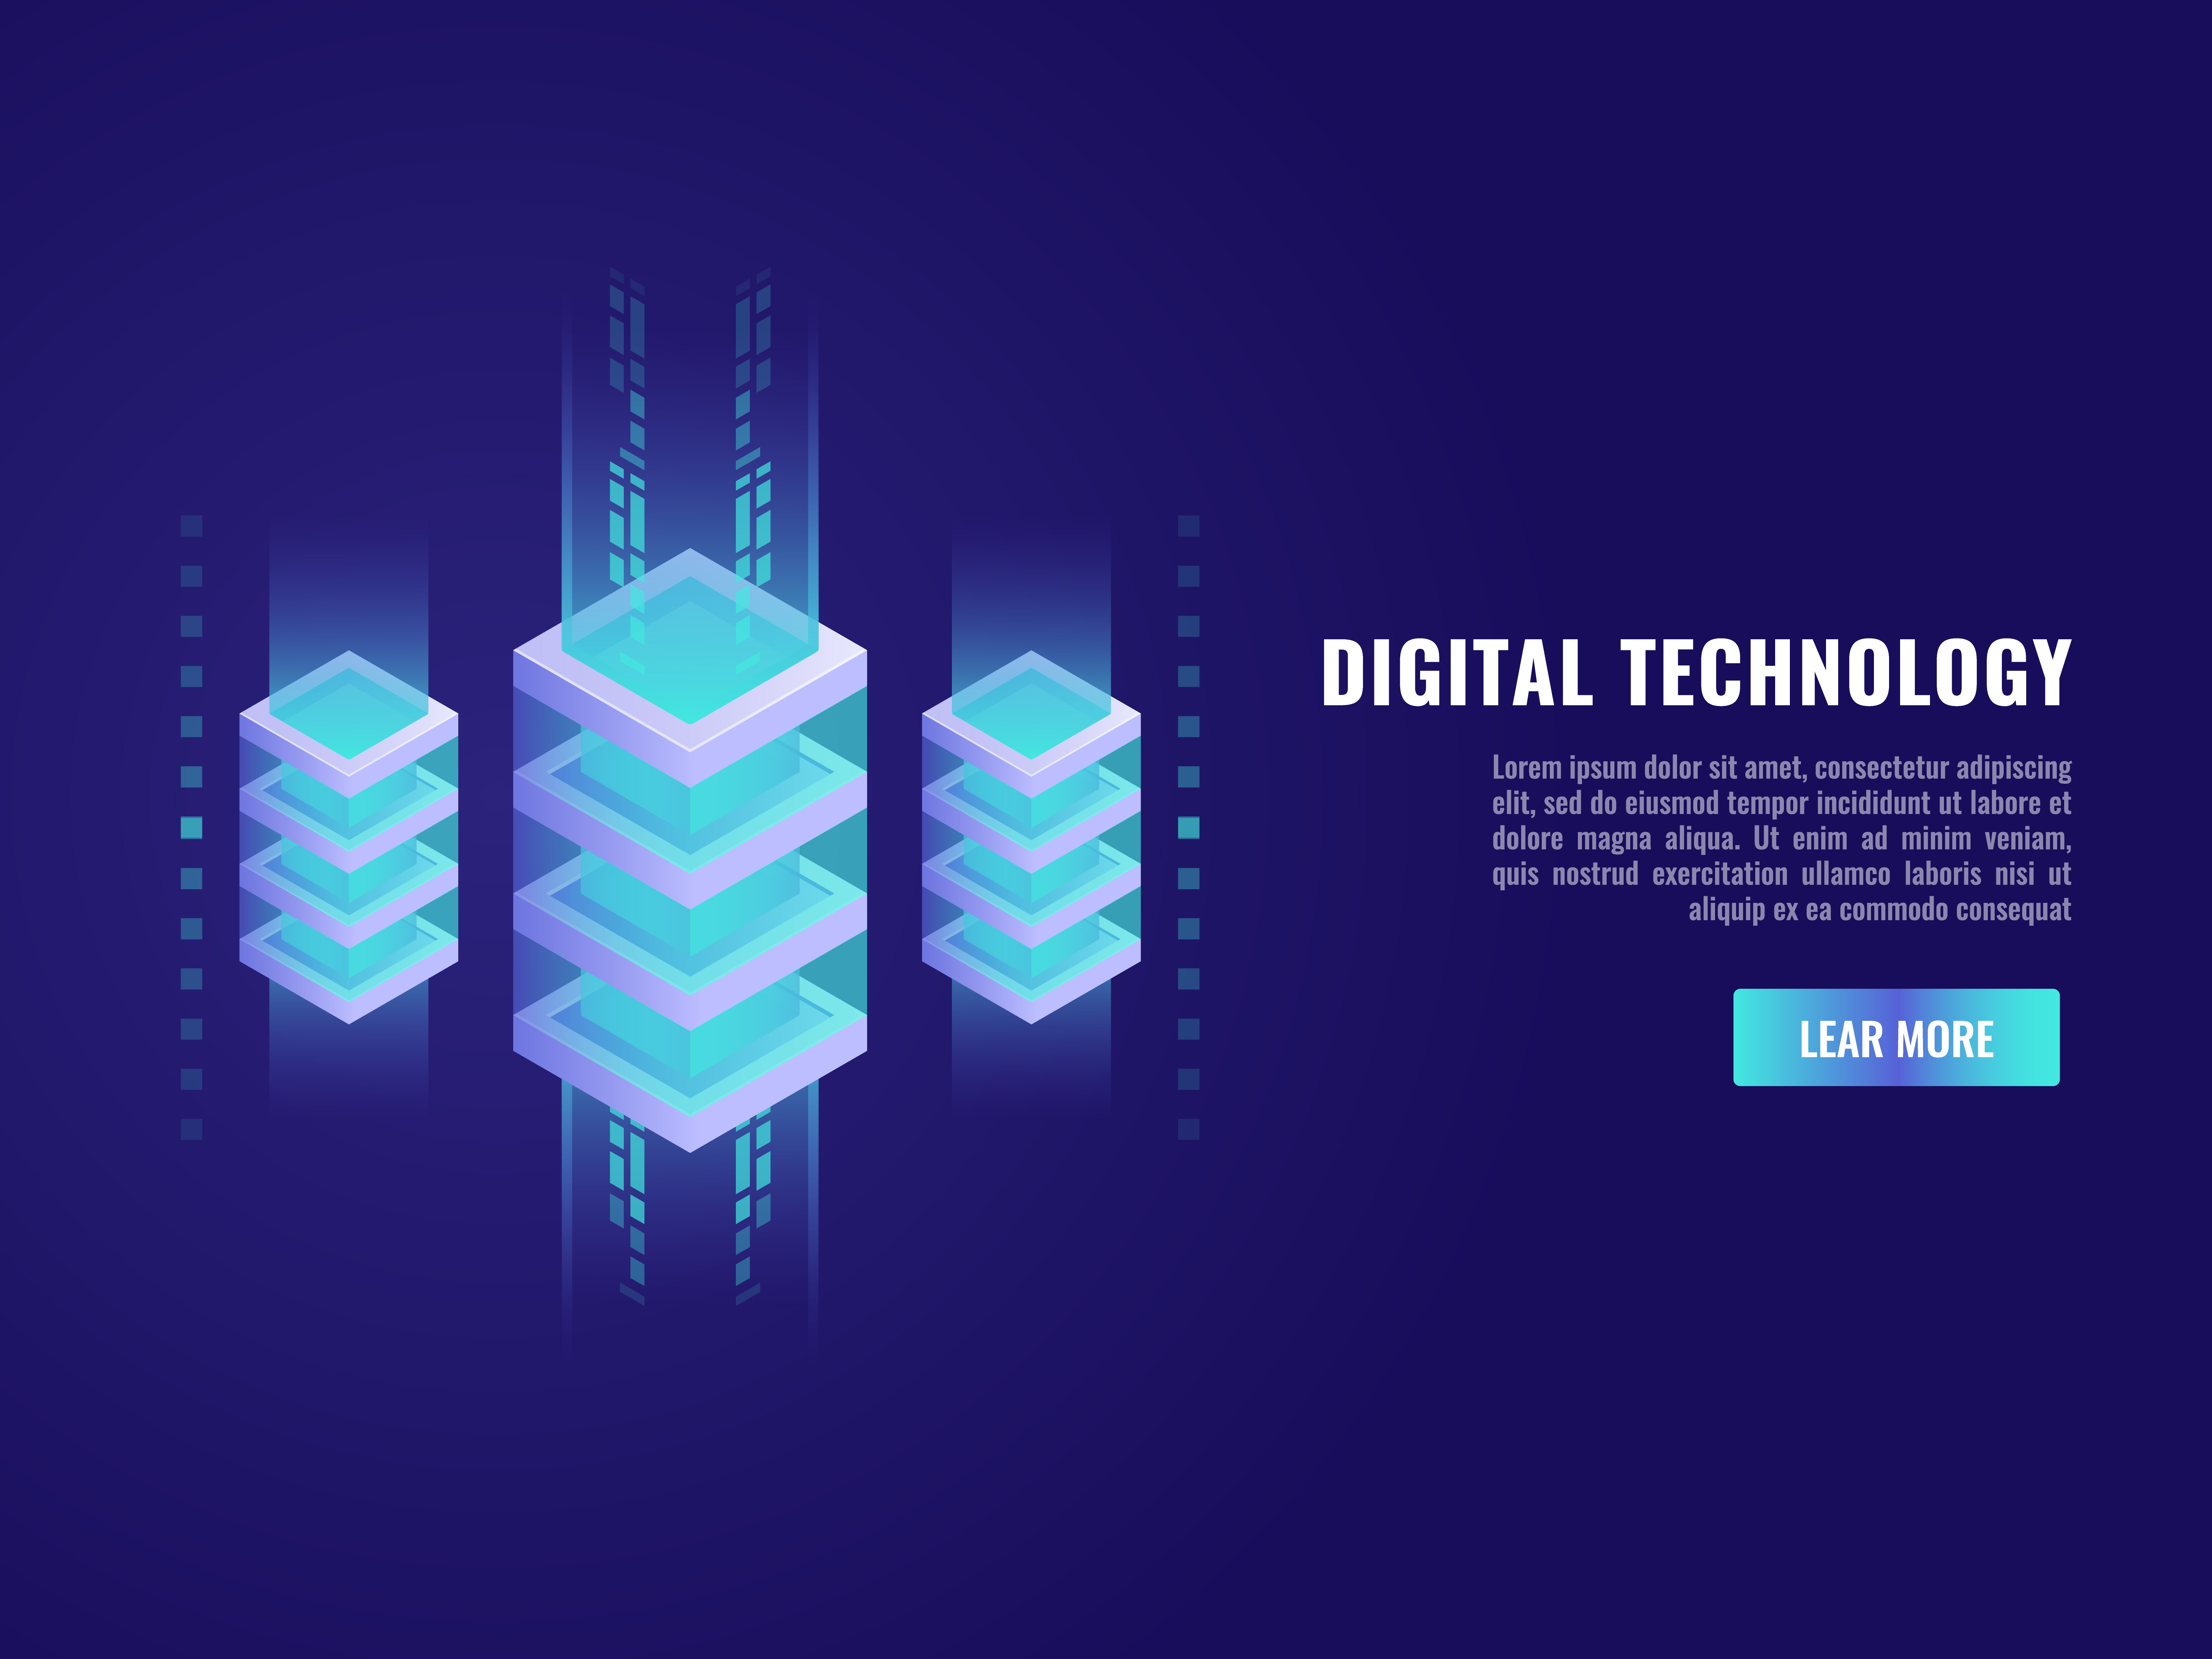 DIGITAL TECHNOLOGY
Lorem ipsum dolor sit amet, consectetur adipiscing
elit, sed do eiusmod tempor incididunt ut labore et
dolore magna aliqua. Ut enim ad minim veniam,
quis nostrud exercitation ullamco laboris nisi ut
aliquip ex ea commodo consequat
LEAR MORE